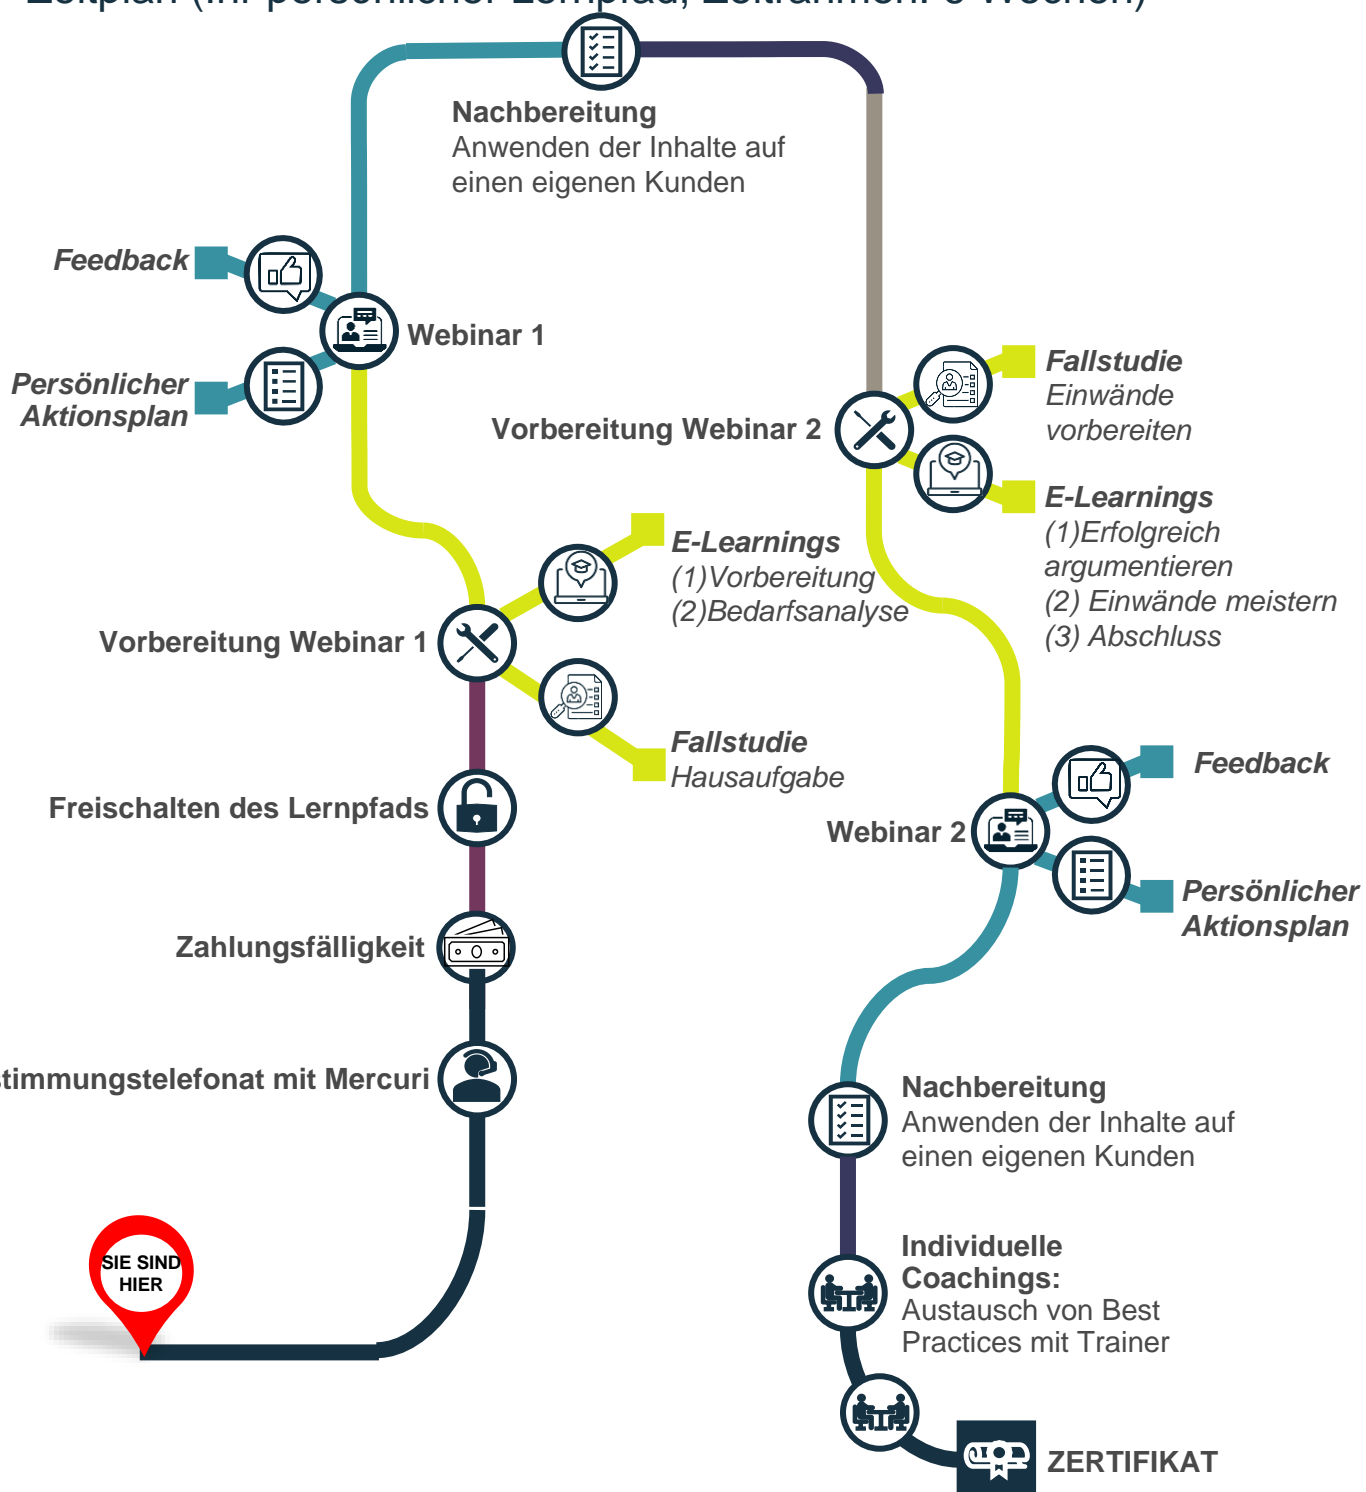 Nachbereitung
Anwenden der Inhalte auf
einen eigenen Kunden
Feedback
Webinar 1
Persönlicher
Aktionsplan
Fallstudie
Einwände
vorbereiten
Vorbereitung Webinar 2
E-Learnings
(1)Erfolgreich
argumentieren
(2) Einwände meistern
(3) Abschluss
E-Learnings
(1)Vorbereitung
(2)Bedarfsanalyse
Vorbereitung Webinar 1
Fallstudie
Hausaufgabe
Freischalten des Lernpfads
Feedback
Webinar 2
Persönlicher
Aktionsplan
Zahlungsfälligkeit
stimmungstelefonat mit Mercuri
Nachbereitung
Anwenden der Inhalte auf
einen eigenen Kunden
SIE SIND
HIER
Individuelle
Coachings:
Austausch von Best
Practices mit Trainer
ZERTIFIKAT